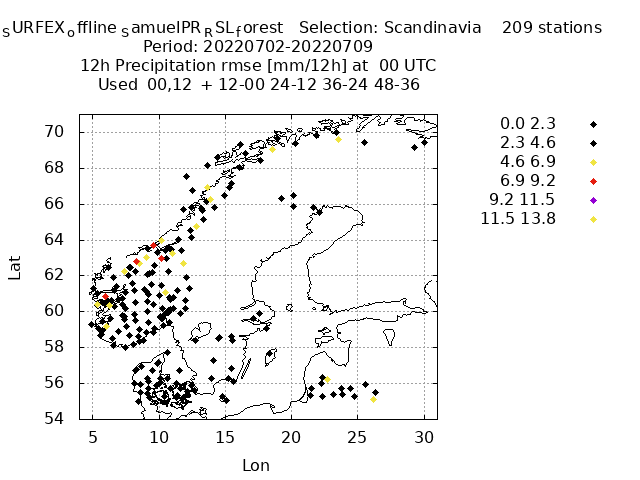 SURFEXoffline SamuelPRRSLforest Selection: Scandinavia 209 stations
Period: 20220702-20220709
12h Precipitation rmse [mm/12h] at 00 UTC
Used 00,12 + 12-00 24-12 36-24 48-36
0.0 2.3
2.3 4.6
4.6 6.9
6.9 9.2
9.2 11.5
11.5 13.8
70
68
66
64
62
60
58
56
54
Lat
5 10 15 20 25 30
Lon